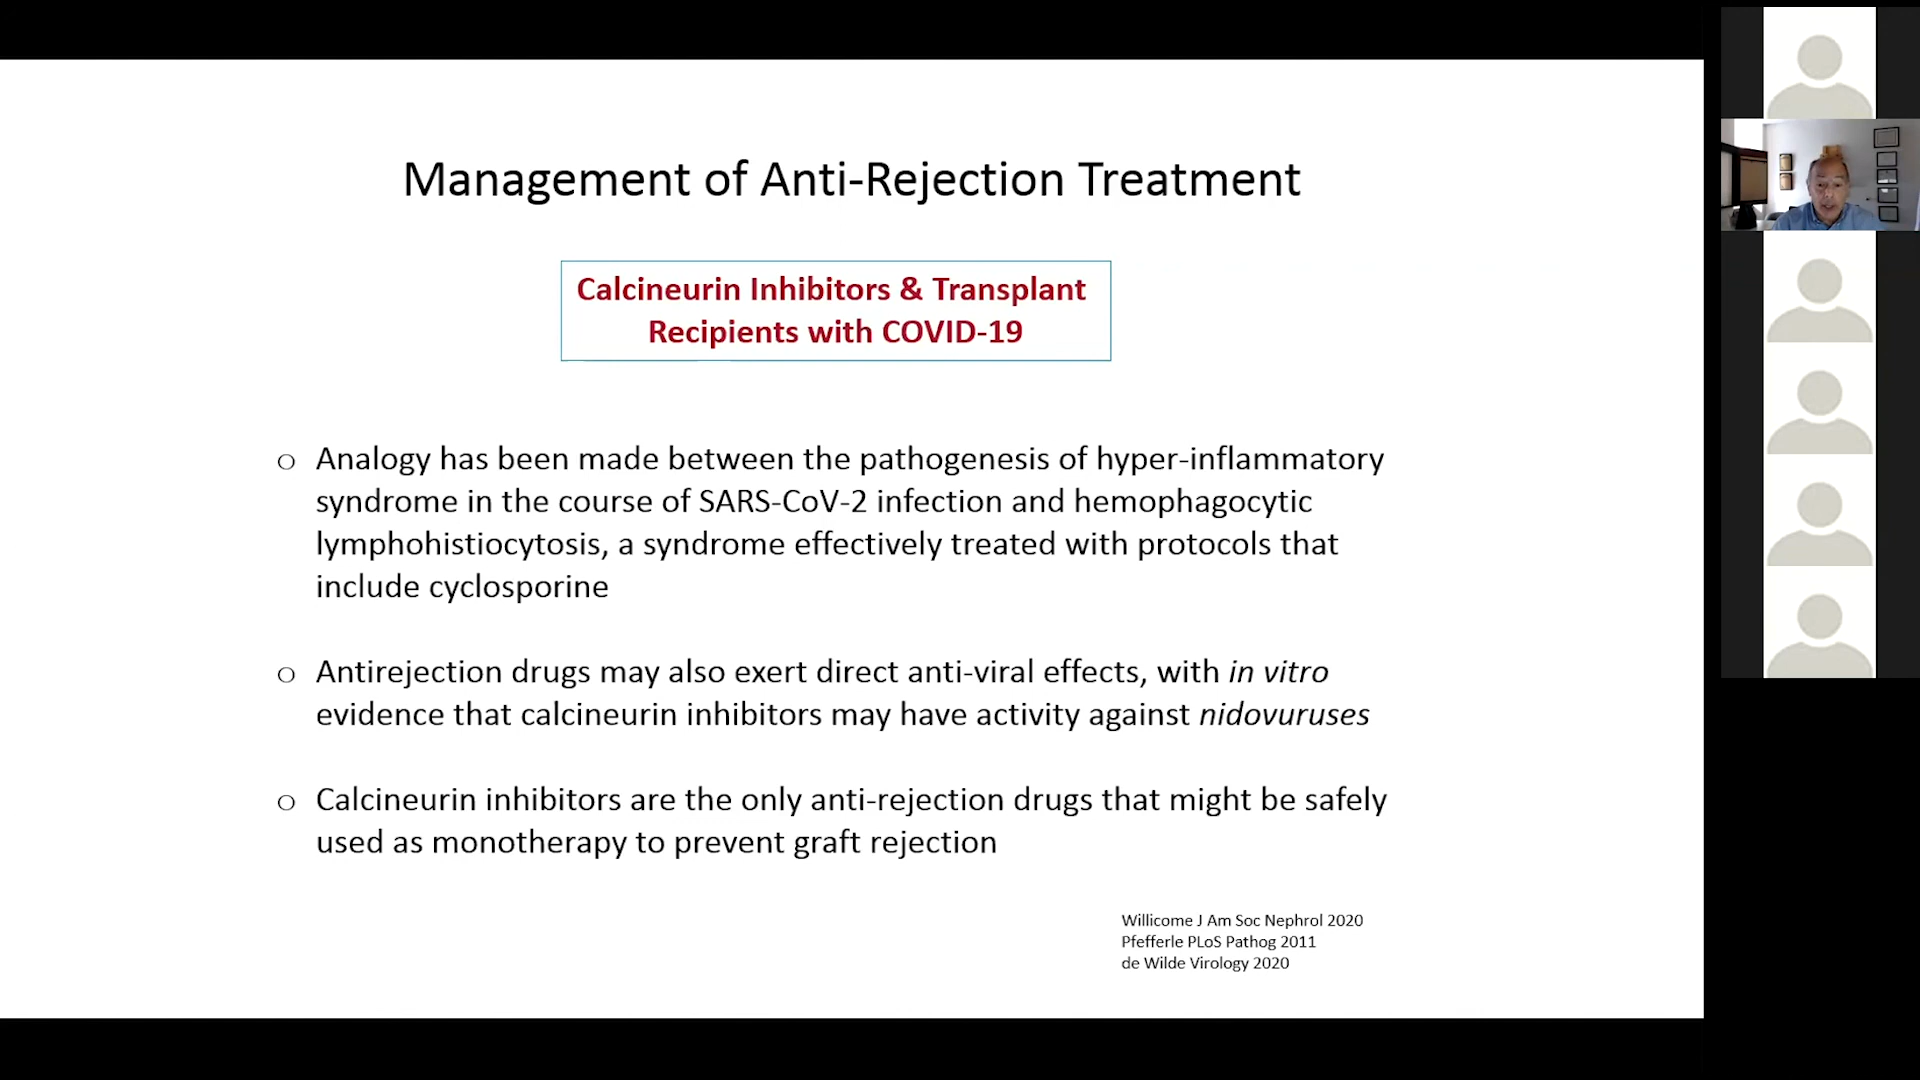 Management of Anti-Rejection Treatment
Calcineurin Inhibitors & Transplant
Recipients with COVID-19
o Analogy has been made between the pathogenesis of hyper-inflammatory
syndrome in the course of SARS-CoV-2 infection and hemophagocytic
lymphohistiocytosis, a syndrome effectively treated with protocols that
include cyclosporine
o Antirejection drugs may also exert direct anti-viral effects, with in vitro
evidence that calcineurin inhibitors may have activity against nidovuruses
o Calcineurin inhibitors are the only anti-rejection drugs that might be safely
used as monotherapy to prevent graft rejection
Willicome J Am Soc Nephrol 2020
Pfefferle PLoS Pathog 2011
de Wilde Virology 2020